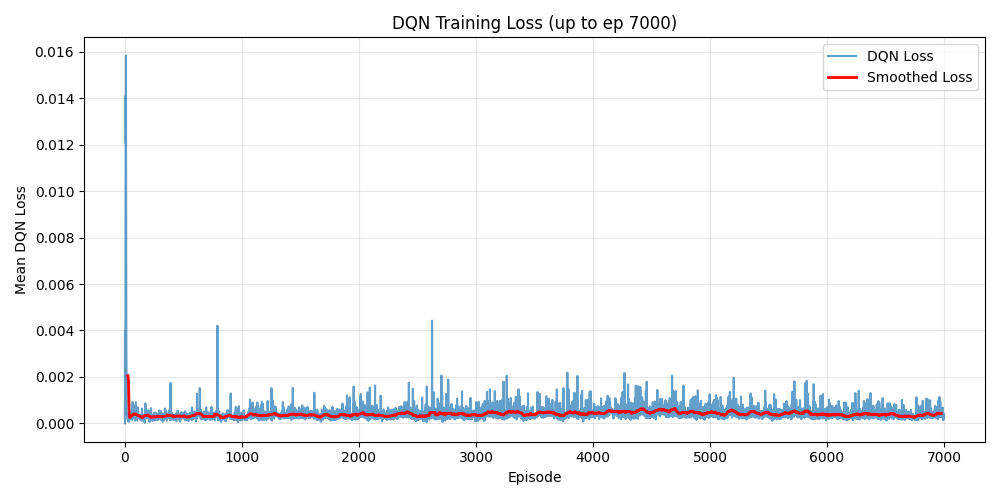 DQN Training Loss (up to ep 7000)
DQN Loss
Smoothed Loss
Mean DQN Loss
0.016
0.014
0.012
0.010
0.008
0.006
0.004
0.002
0.000
0 1000 2000 3000 4000 5000 6000 7000
Episode